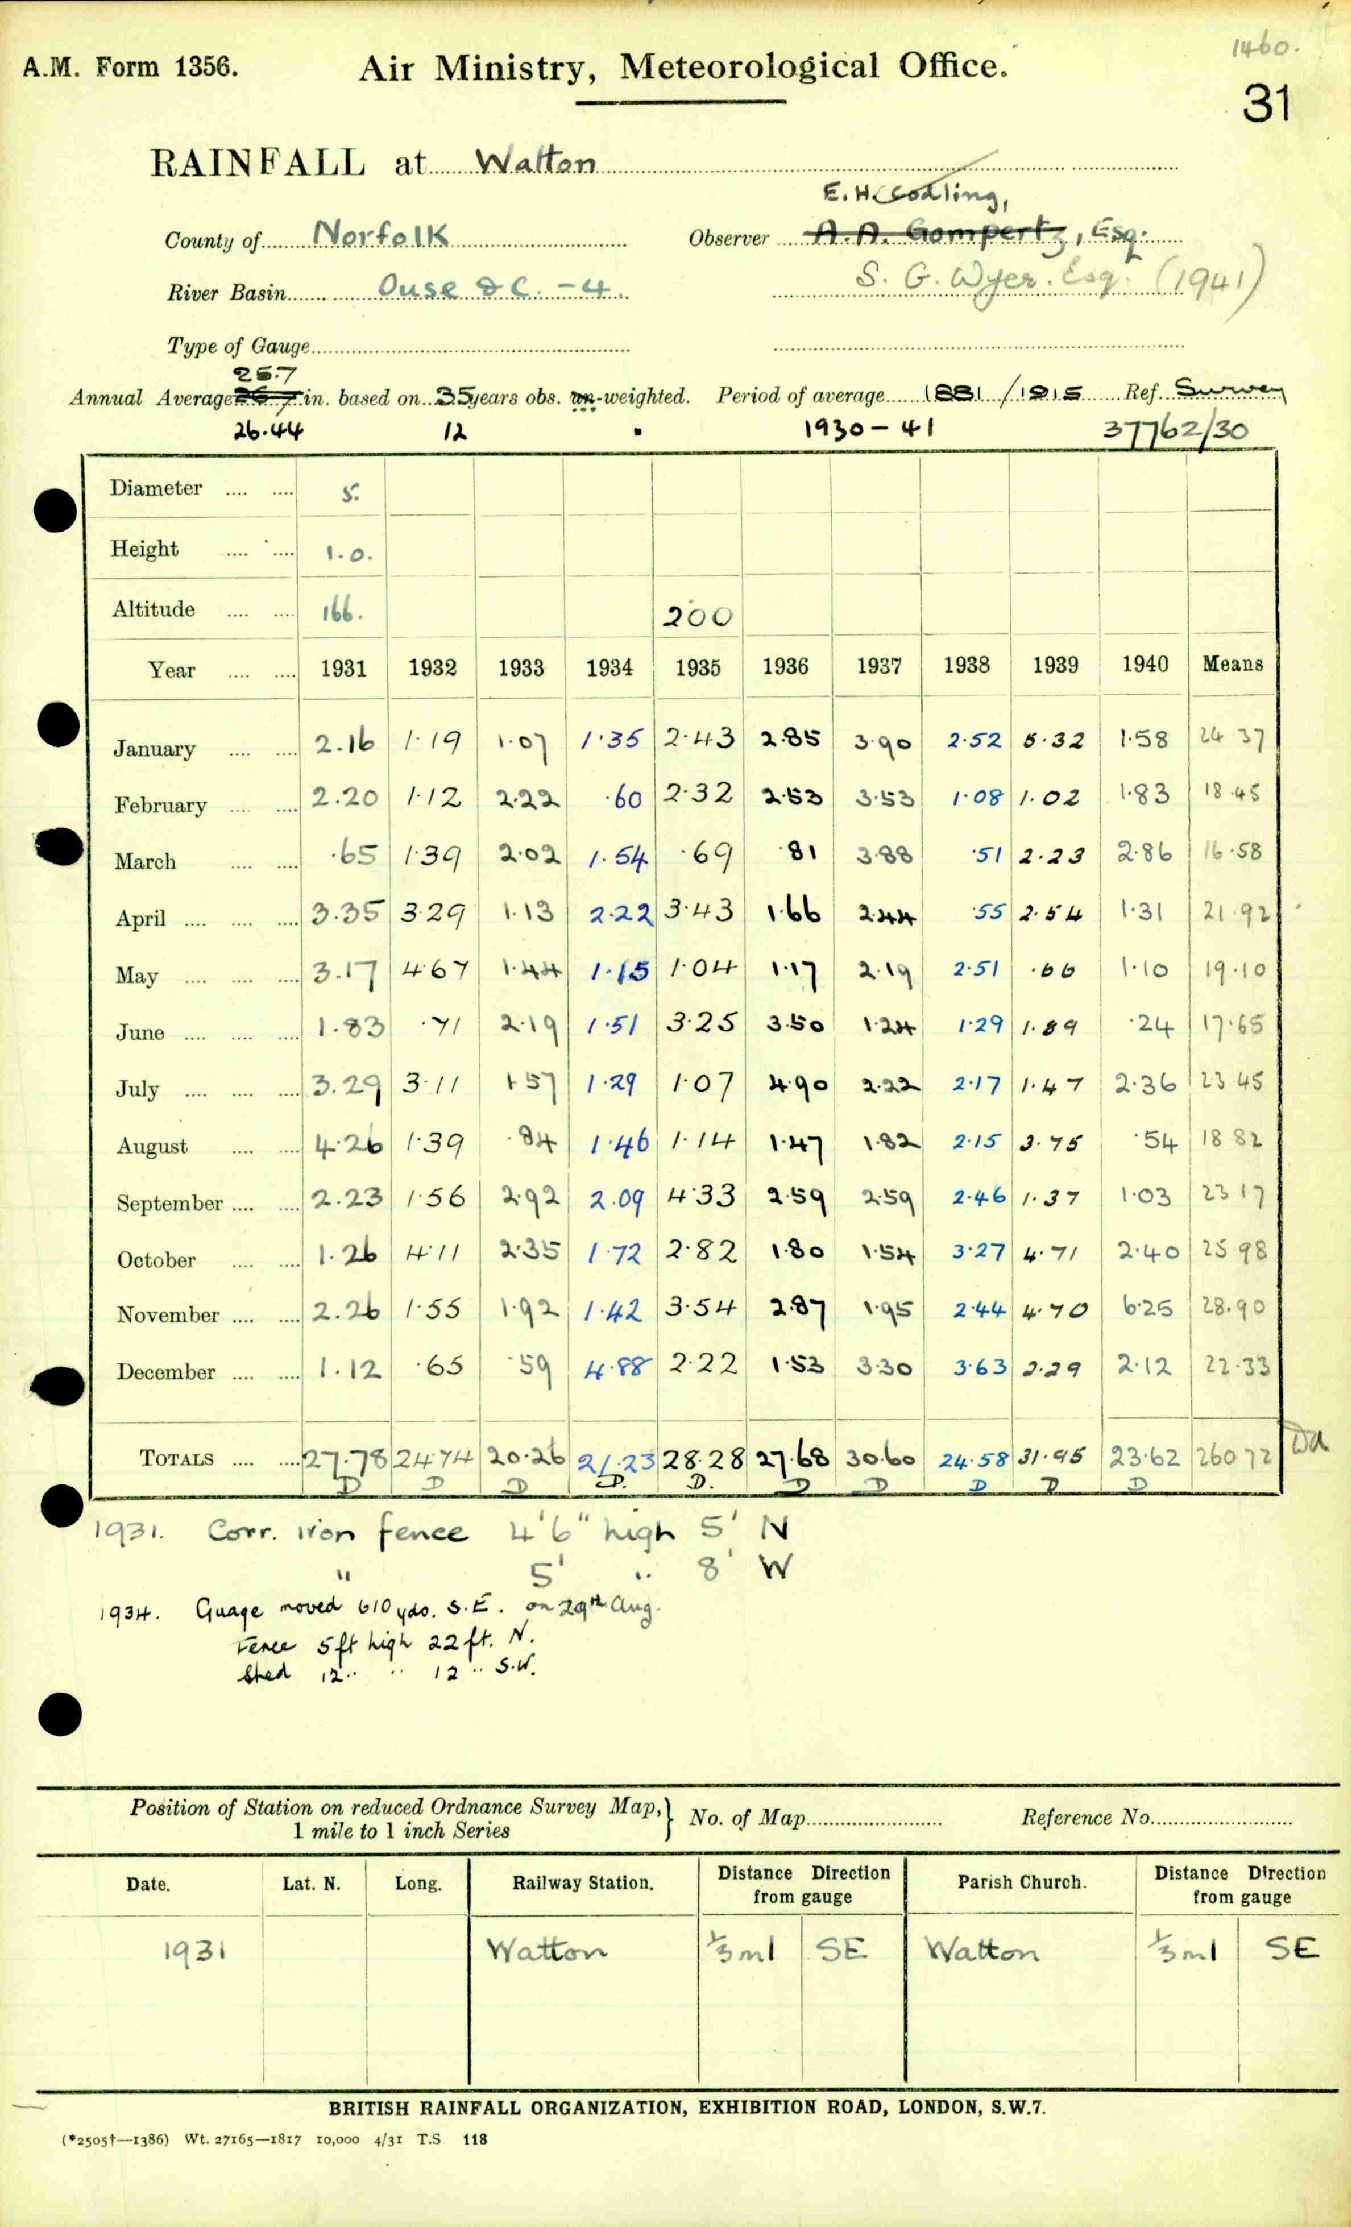 1460.
A.M. Form 1356. Air Ministry, Meteorological Office.
31
RAINFALL at Watton
E. H. Codling,
County of Norfolk Observer A. A. Gompertz, Esq.
River Basin Ouse &c. - 4. S. G. Wyer. Esq. (1941)
Type of Gauge
25.7
Annual Average in. based on 35 years obs. un-weighted. Period of average 1881/1915 Ref. Survey
26.44 12 " 1930-41 37762/30
Diameter 5.
Height 1.0.
Altitude 166. 200
Year 1931 1932 1933 1934 1935 1936 1937 1938 1939 1940 Means
January 2.16 1.19 1.07 1.35 2.43 2.85 3.90 2.52 5.32 1.58 24 37
February 2.20 1.12 2.22 .60 2.32 2.53 3.53 1.08 1.02 1.83 18.45
March .65 1.39 2.02 1.54 .69 .81 3.88 .51 2.23 2.86 16.58
April 3.35 3.29 1.13 2.22 3.43 1.66 2.44 .55 2.54 1.31 21.92
May 3.17 4.67 1.44 1.15 1.04 1.17 2.19 2.51 .66 1.10 19.10
June 1.83 .71 2.19 1.51 3.25 3.50 1.24 1.29 1.89 .24 17.65
July 3.29 3.11 1.57 1.29 1.07 4.90 2.22 2.17 1.47 2.36 23 45
August 4.26 1.39 .84 1.46 1.14 1.47 1.82 2.15 3.75 .54 18 82
September 2.23 1.56 2.92 2.09 4.33 2.59 2.59 2.46 1.37 1.03 23 17
October 1.26 4.11 2.35 1.72 2.82 1.80 1.54 3.27 4.71 2.40 25 98
November 2.26 1.55 1.92 1.42 3.54 2.87 1.95 2.44 4.70 6.25 28.90
December 1.12 .65 .59 4.88 2.22 1.53 3.30 3.63 2.29 2.12 22.33
TOTALS 27.78 24.74 20.26 21.23 28.28 27.68 30.60 24.58 31.95 23.62 260 72
D D D D. D. D D D D D
1931. Corr. iron fence 4'6" high 5' N
" 5' " 8' W
1934. Guage moved 610 yds. S.E. on 29th Aug.
Fence 5ft high 22 ft. N.
Shed 12 " " 12 " S.W.
Position of Station on reduced Ordnance Survey Map,} No. of Map Reference No.
1 mile to 1 inch Series
Date. Lat. N. Long. Railway Station. Distance from gauge Direction Parish Church. Distance from gauge Direction
1931 Watton 1/3 ml SE Watton 1/3 ml SE
BRITISH RAINFALL ORGANIZATION, EXHIBITION ROAD, LONDON, S.W.7.
(*2505†—1386) Wt. 27165—1817 10,000 4/31 T.S 118